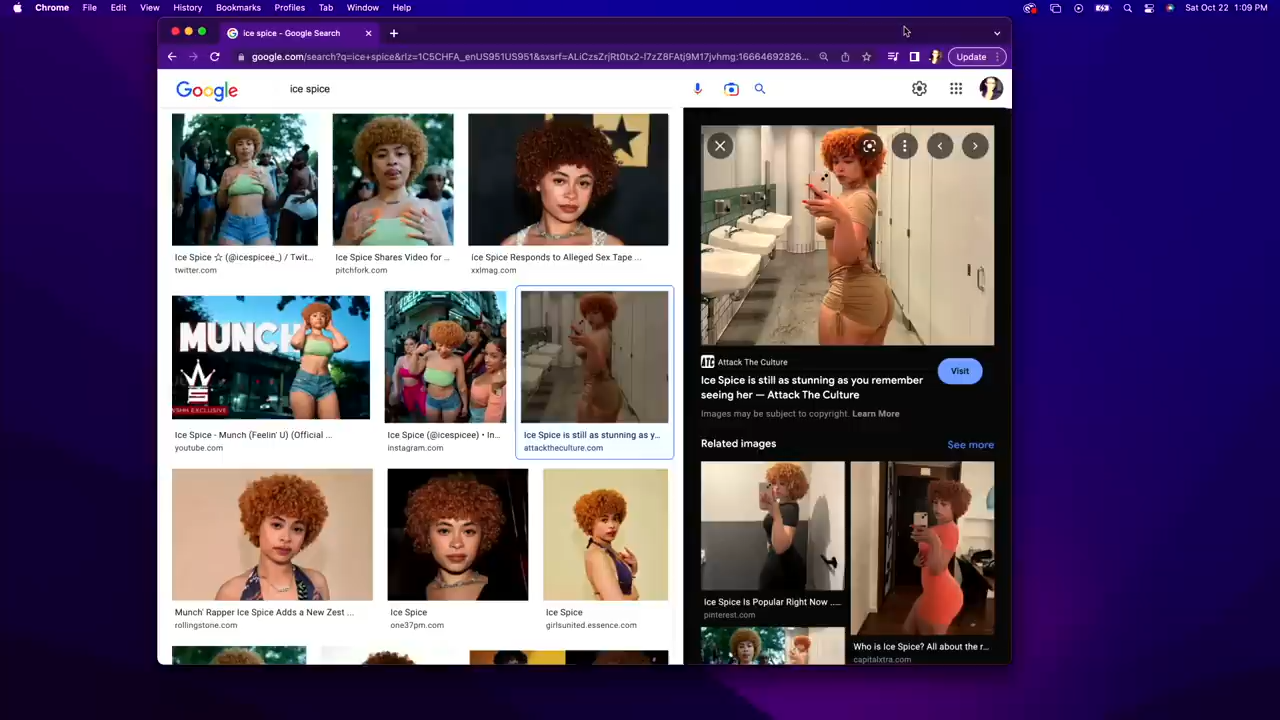 Chrome File Edit View History Bookmarks Profiles Tab Window Help
Sat Oct 22 1:09 PM
ice spice - Google Search
google.com/search?q=ice+spice&rlz=1C5CHFA_enUS951US951&sxsrf=ALiCzsZrjRt0tx2-l7zZ8FAtj9M17jvhmg:16664692826...
Update
Google
ice spice
Ice Spice ☆ (@icespicee_) / Twit...
twitter.com
Ice Spice Shares Video for ...
pitchfork.com
Ice Spice Responds to Alleged Sex Tape ...
xxlmag.com
MUNCH
WSHH EXCLUSIVE
Ice Spice - Munch (Feelin' U) (Official ...
youtube.com
Ice Spice (@icespicee) • In...
instagram.com
Ice Spice is still as stunning as y...
attacktheculture.com
Munch' Rapper Ice Spice Adds a New Zest ...
rollingstone.com
Ice Spice
one37pm.com
Ice Spice
girlsunited.essence.com
ATC Attack The Culture
Ice Spice is still as stunning as you remember
seeing her — Attack The Culture
Visit
Images may be subject to copyright. Learn More
Related images
See more
Ice Spice Is Popular Right Now ....
pinterest.com
Who is Ice Spice? All about the r...
capitalxtra.com